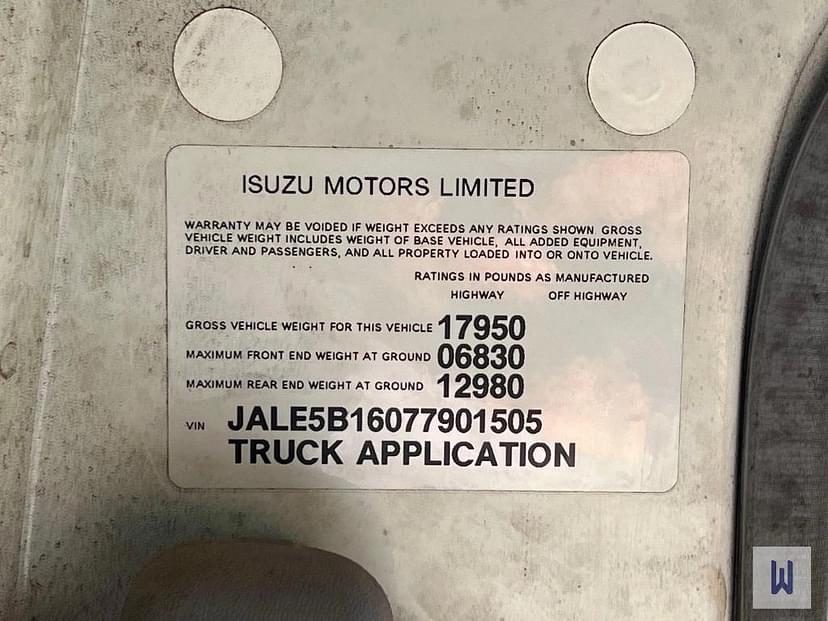 ISUZU MOTORS LIMITED
WARRANTY MAY BE VOIDED IF WEIGHT EXCEEDS ANY RATINGS SHOWN. GROSS
VEHICLE WEIGHT INCLUDES WEIGHT OF BASE VEHICLE, ALL ADDED EQUIPMENT,
DRIVER AND PASSENGERS, AND ALL PROPERTY LOADED INTO OR ONTO VEHICLE.
RATINGS IN POUNDS AS MANUFACTURED
HIGHWAY OFF HIGHWAY
GROSS VEHICLE WEIGHT FOR THIS VEHICLE 17950
MAXIMUM FRONT END WEIGHT AT GROUND 06830
MAXIMUM REAR END WEIGHT AT GROUND 12980
VIN JALE5B16077901505
TRUCK APPLICATION
W